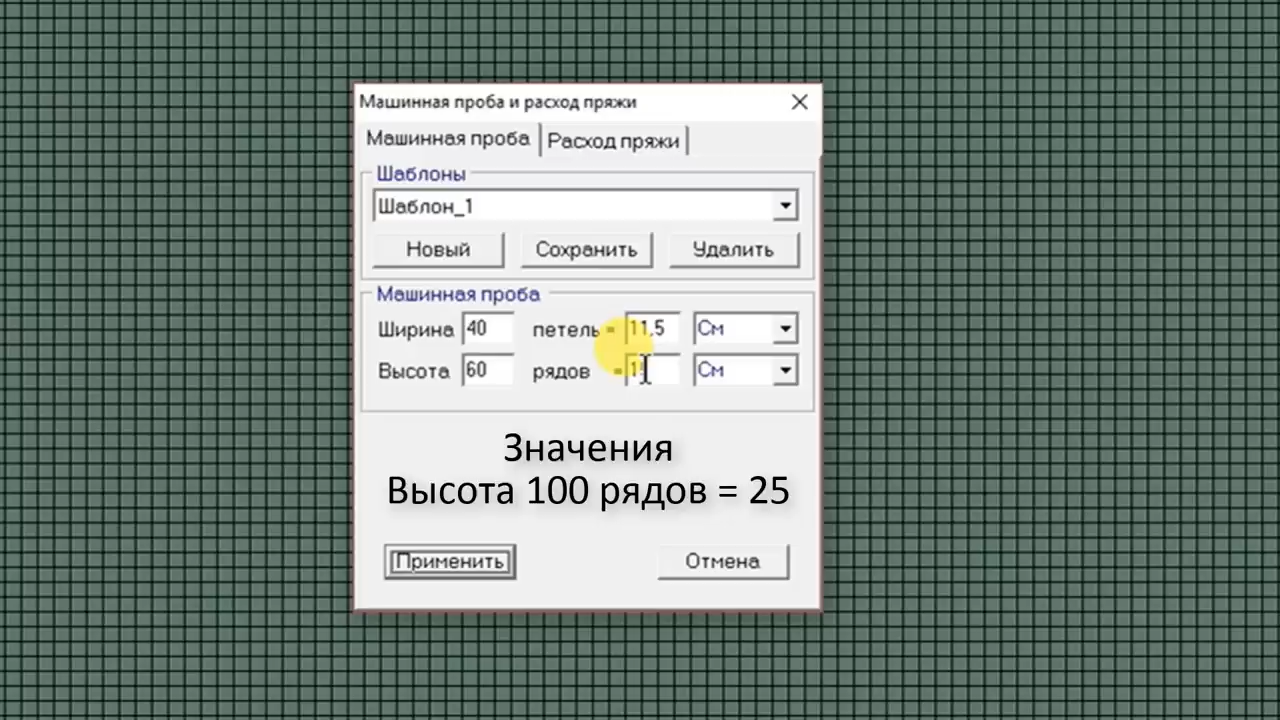 Машинная проба и расход пряжи
Машинная проба Расход пряжи
Шаблоны
Шаблон_1
Новый Сохранить Удалить
Машинная проба
Ширина 40 петель = 11,5 См
Высота 60 рядов = См
Значения
Высота 100 рядов = 25
Применить Отмена